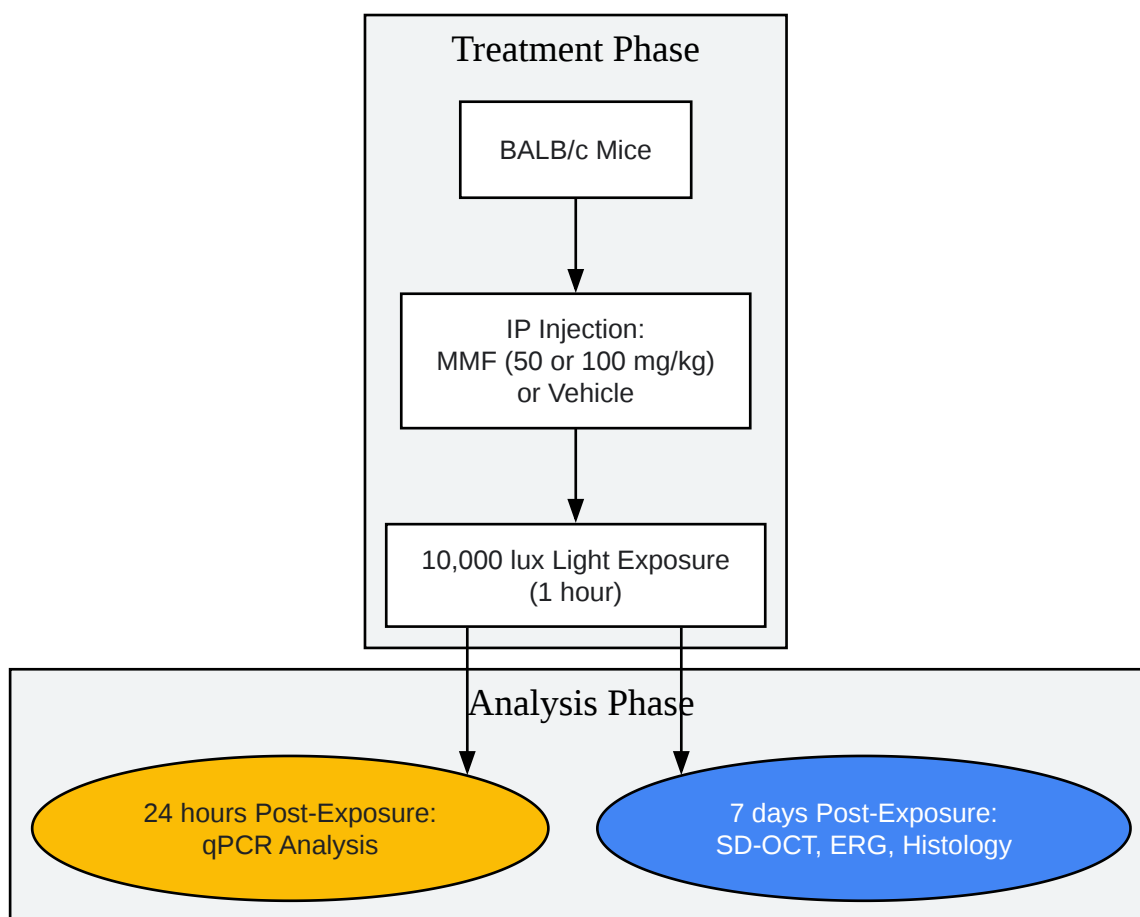 Treatment Phase
BALB/c Mice
IP Injection:
MMF (50 or 100 mg/kg)
or Vehicle
10,000 lux Light Exposure
(1 hour)
Analysis Phase
24 hours Post-Exposure:
qPCR Analysis
7 days Post-Exposure:
SD-OCT, ERG, Histology